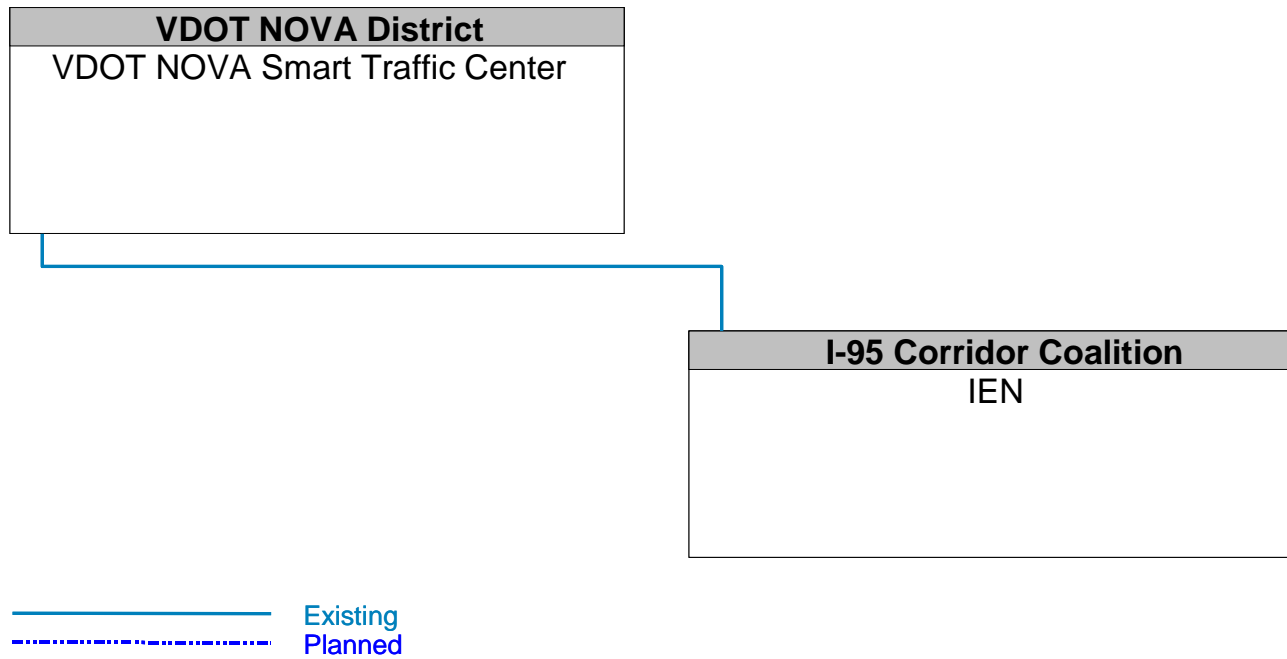 VDOT NOVA District
VDOT NOVA Smart Traffic Center
I-95 Corridor Coalition
IEN
Existing
Planned